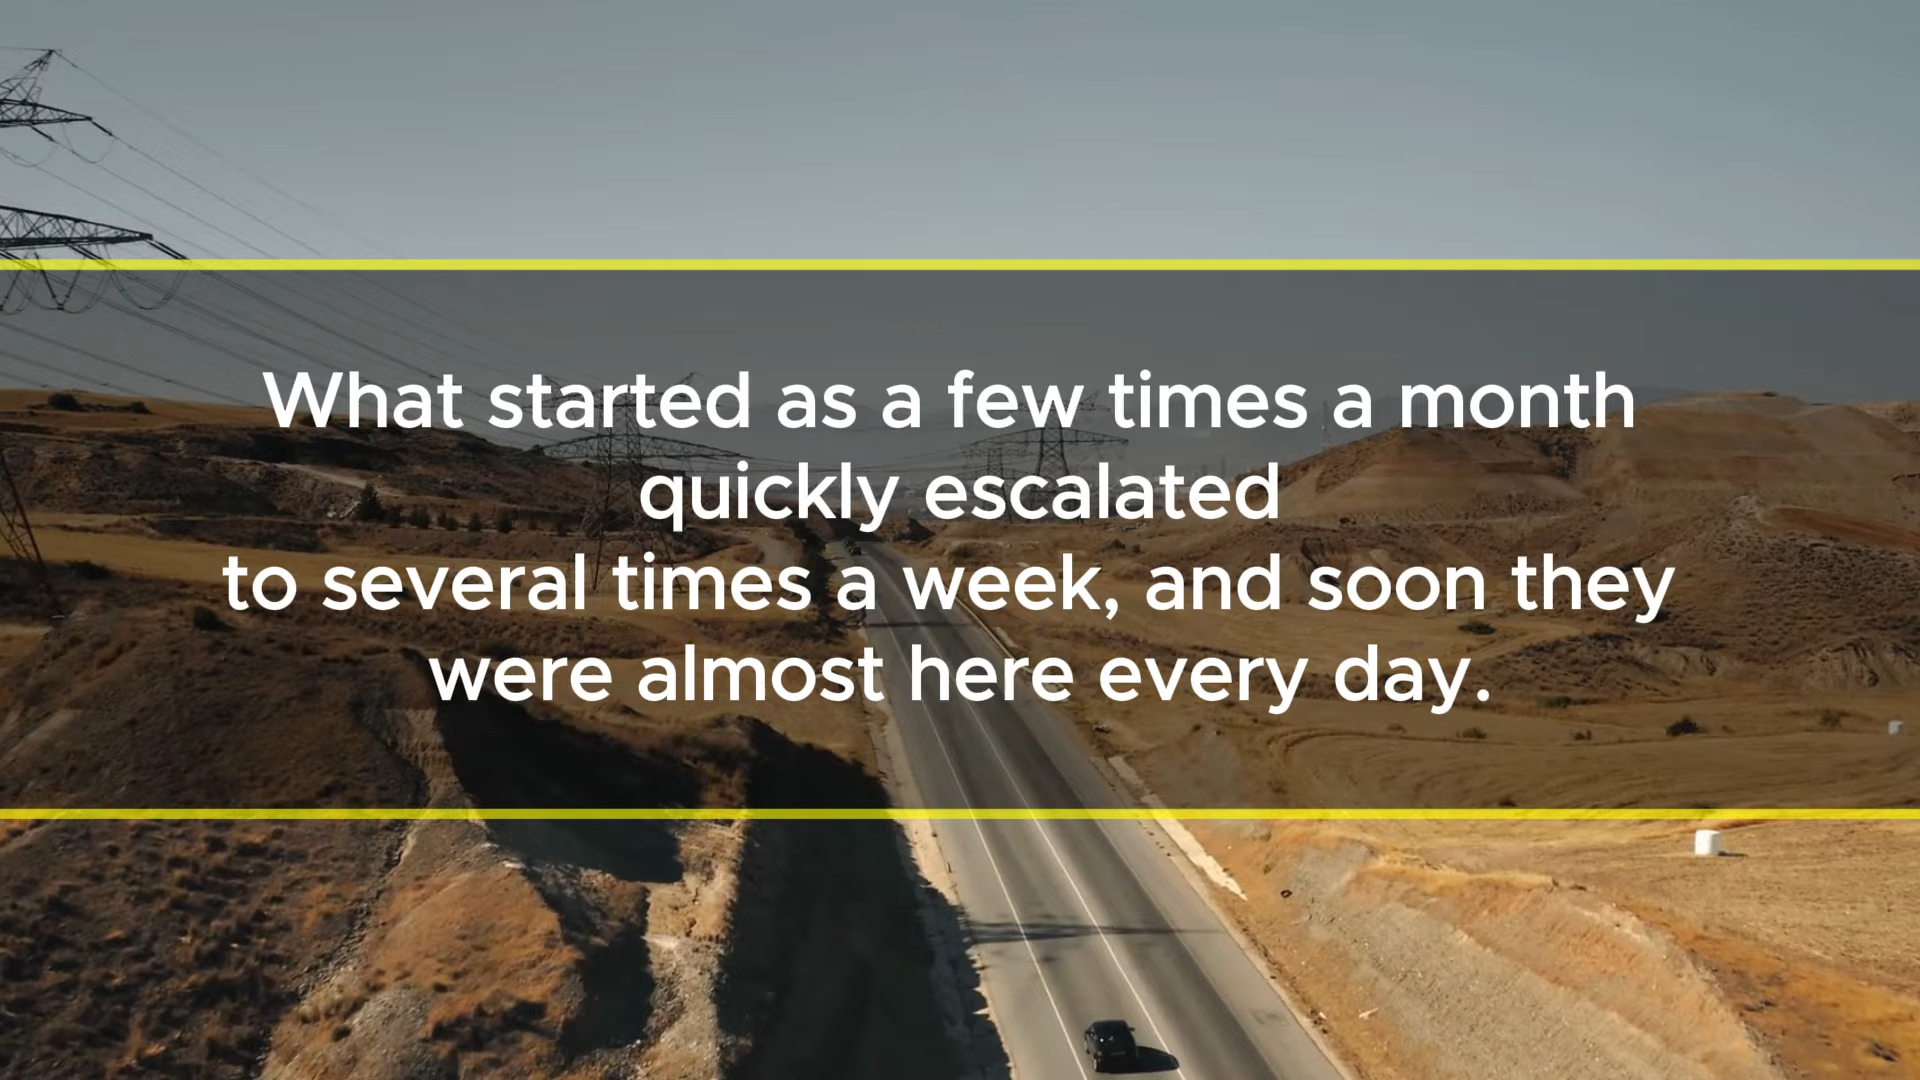 What started as a few times a month
quickly escalated
to several times a week, and soon they
were almost here every day.